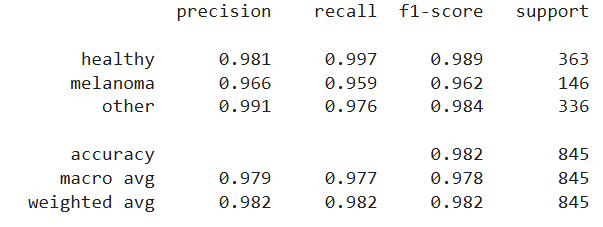 precision recall f1-score support
healthy 0.981 0.997 0.989 363
melanoma 0.966 0.959 0.962 146
other 0.991 0.976 0.984 336
accuracy 0.982 845
macro avg 0.979 0.977 0.978 845
weighted avg 0.982 0.982 0.982 845